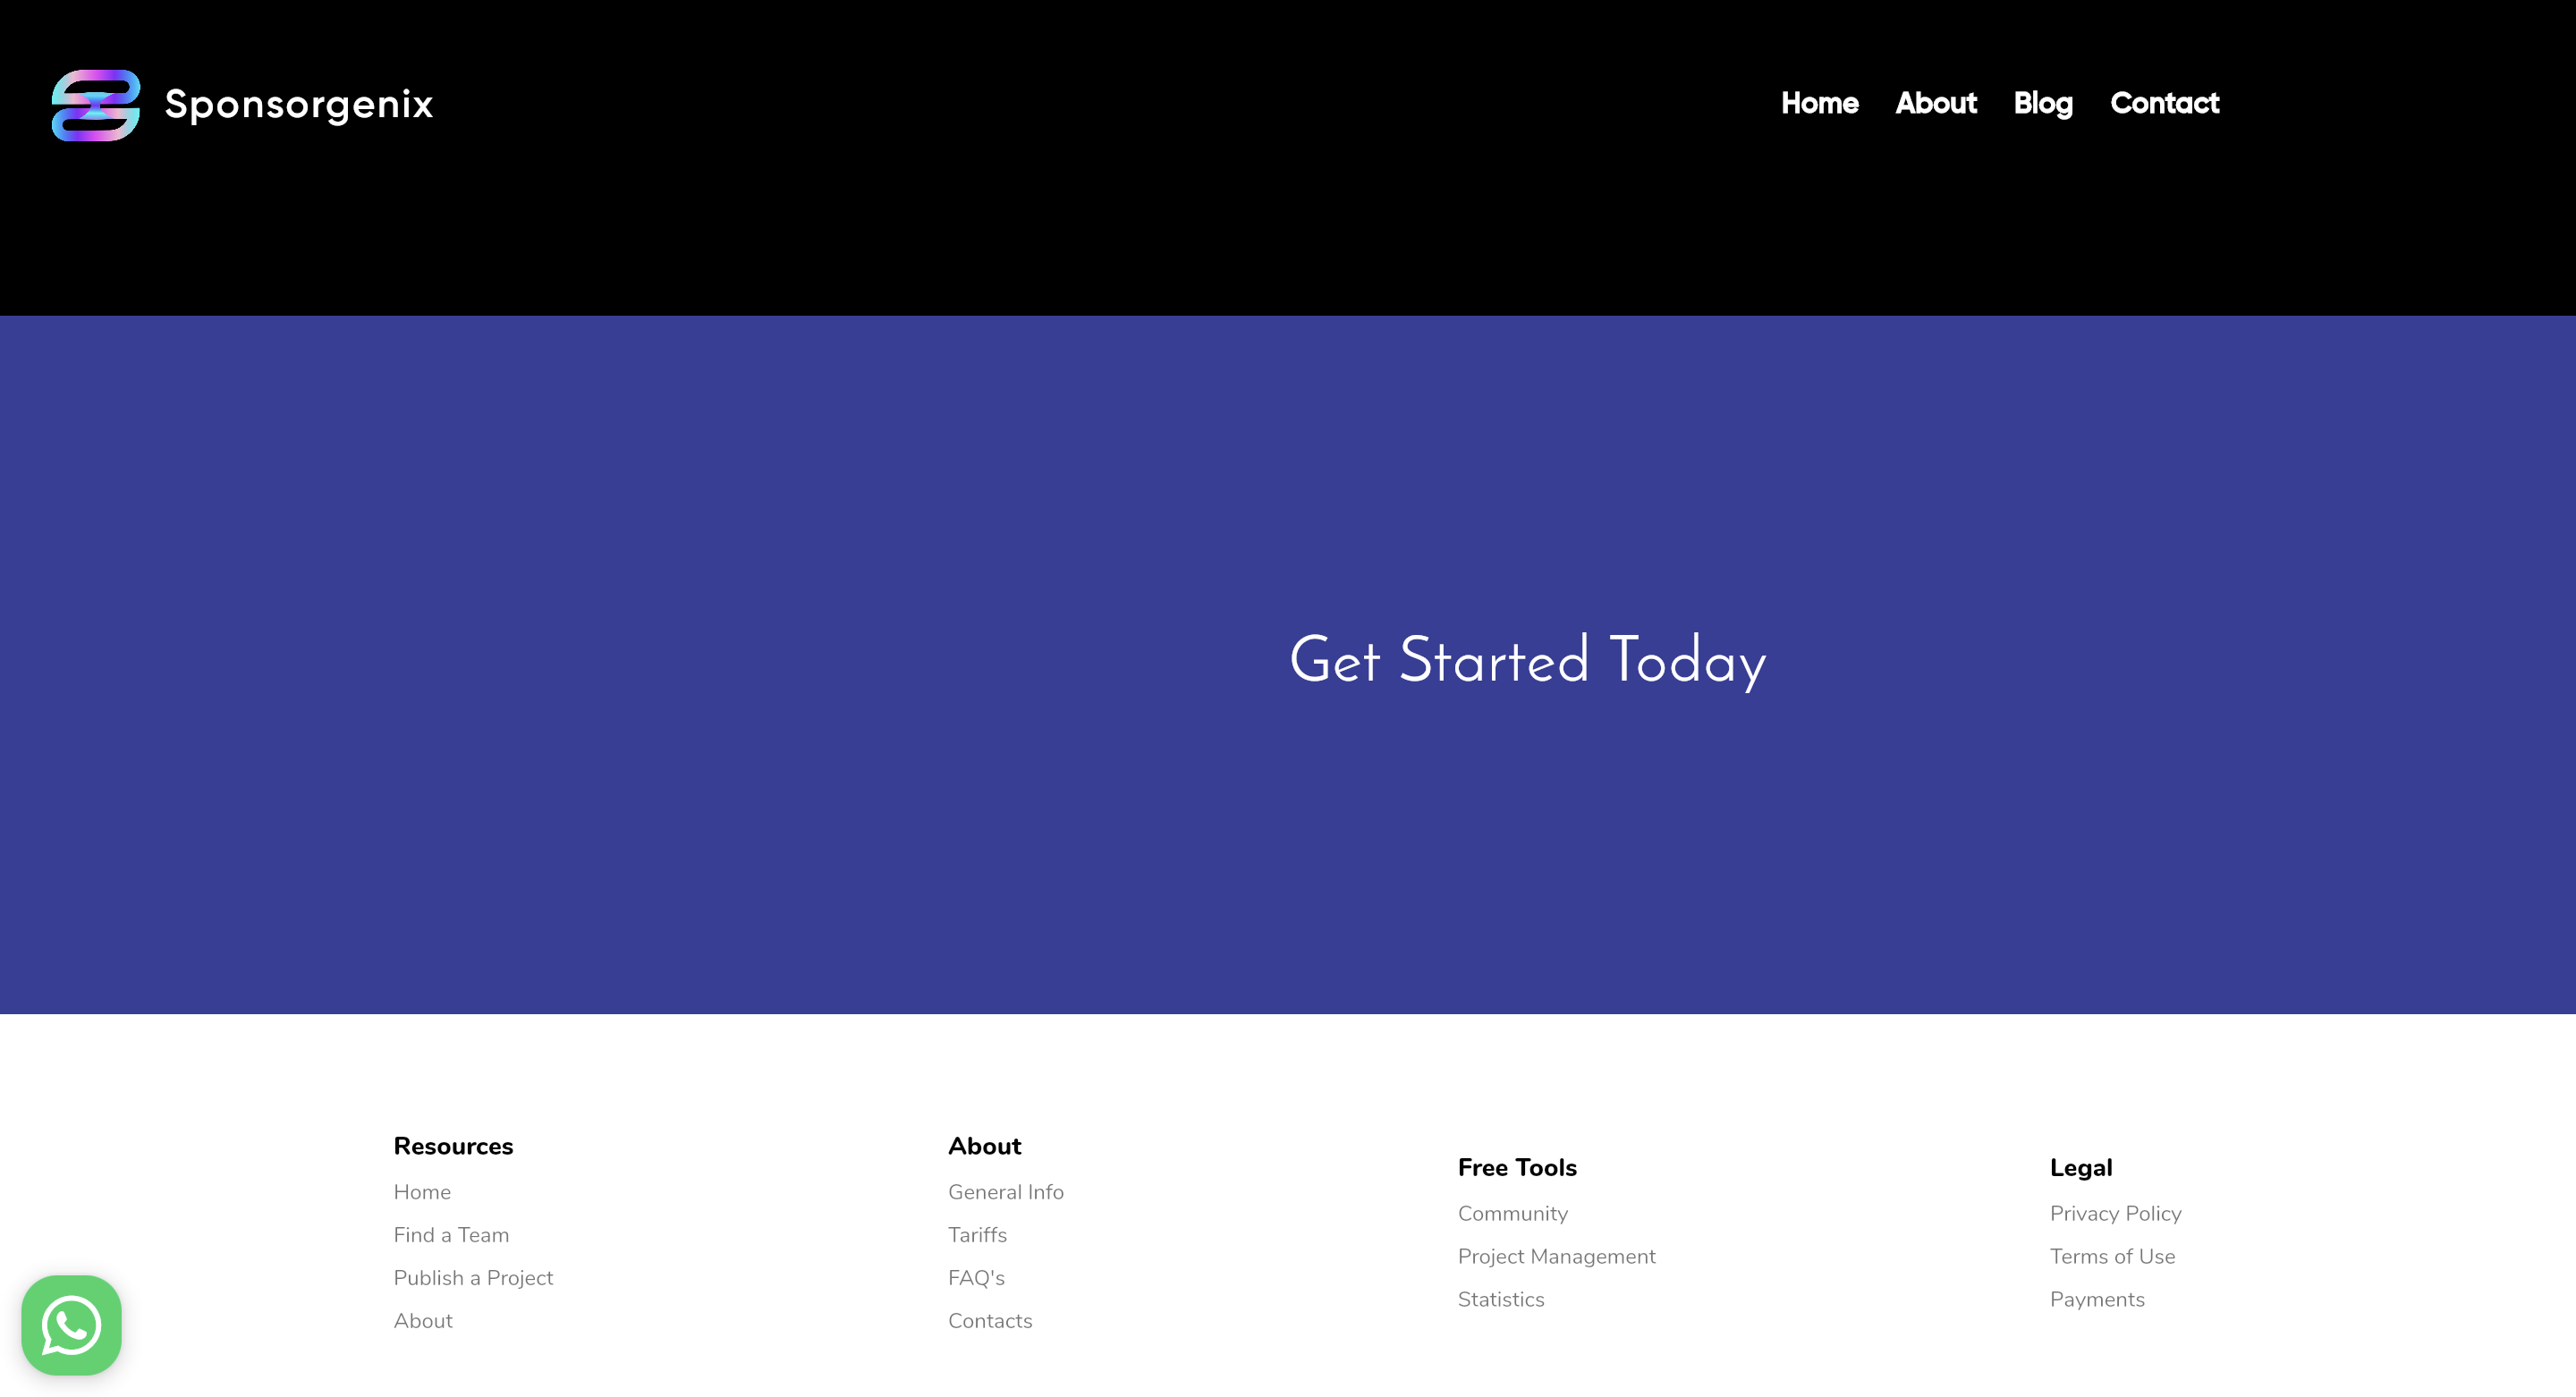 Sponsorgenix
Home About Blog Contact
Get Started Today
Resources
Home
Find a Team
Publish a Project
About
About
General Info
Tariffs
FAQ's
Contacts
Free Tools
Community
Project Management
Statistics
Legal
Privacy Policy
Terms of Use
Payments